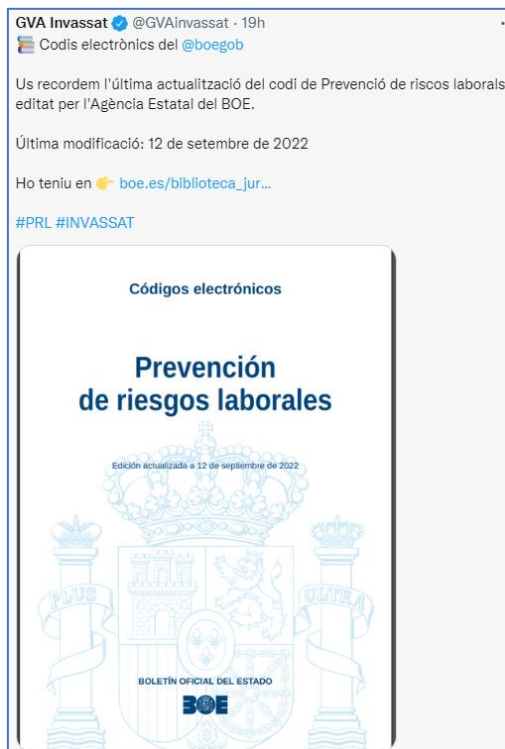 GVA Invassat @GVAinvassat · 19h
📚 Codis electrònics del @boegob
Us recordem l'última actualització del codi de Prevenció de riscos laborals
editat per l'Agència Estatal del BOE.
Última modificació: 12 de setembre de 2022
Ho teniu en 👉 boe.es/biblioteca_jur...
#PRL #INVASSAT
Códigos electrónicos
Prevención
de riesgos laborales
Edición actualizada a 12 de septiembre de 2022
PLUS
ULTRA
BOLETÍN OFICIAL DEL ESTADO
BOE